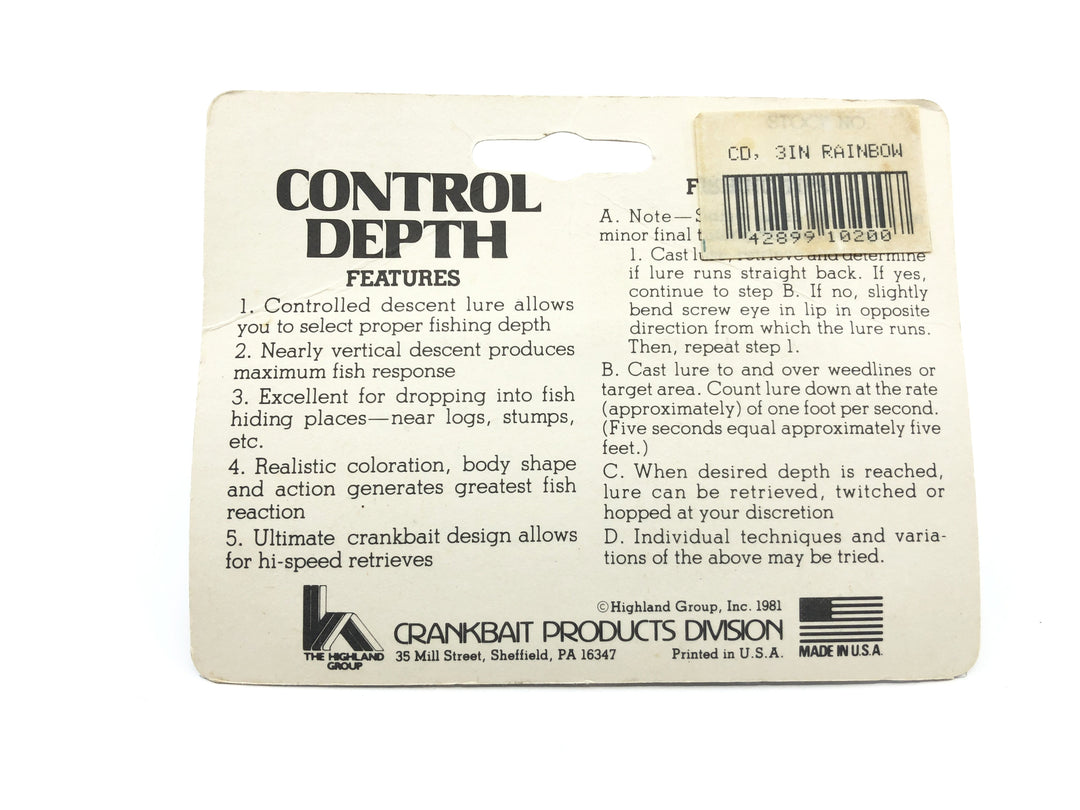 CONTROL
DEPTH
FEATURES
1. Controlled descent lure allows
you to select proper fishing depth
2. Nearly vertical descent produces
maximum fish response
3. Excellent for dropping into fish
hiding places—near logs, stumps,
etc.
4. Realistic coloration, body shape
and action generates greatest fish
reaction
5. Ultimate crankbait design allows
for hi-speed retrieves
STOCK NO.
CD, 3IN RAINBOW
42899 10200
A. Note—
minor final
1. Cast lure, retrieve and determine
if lure runs straight back. If yes,
continue to step B. If no, slightly
bend screw eye in lip in opposite
direction from which the lure runs.
Then, repeat step 1.
B. Cast lure to and over weedlines or
target area. Count lure down at the rate
(approximately) of one foot per second.
(Five seconds equal approximately five
feet.)
C. When desired depth is reached,
lure can be retrieved, twitched or
hopped at your discretion
D. Individual techniques and varia-
tions of the above may be tried.
THE HIGHLAND
GROUP
©Highland Group, Inc. 1981
CRANKBAIT PRODUCTS DIVISION
35 Mill Street, Sheffield, PA 16347 Printed in U.S.A.
MADE IN U.S.A.